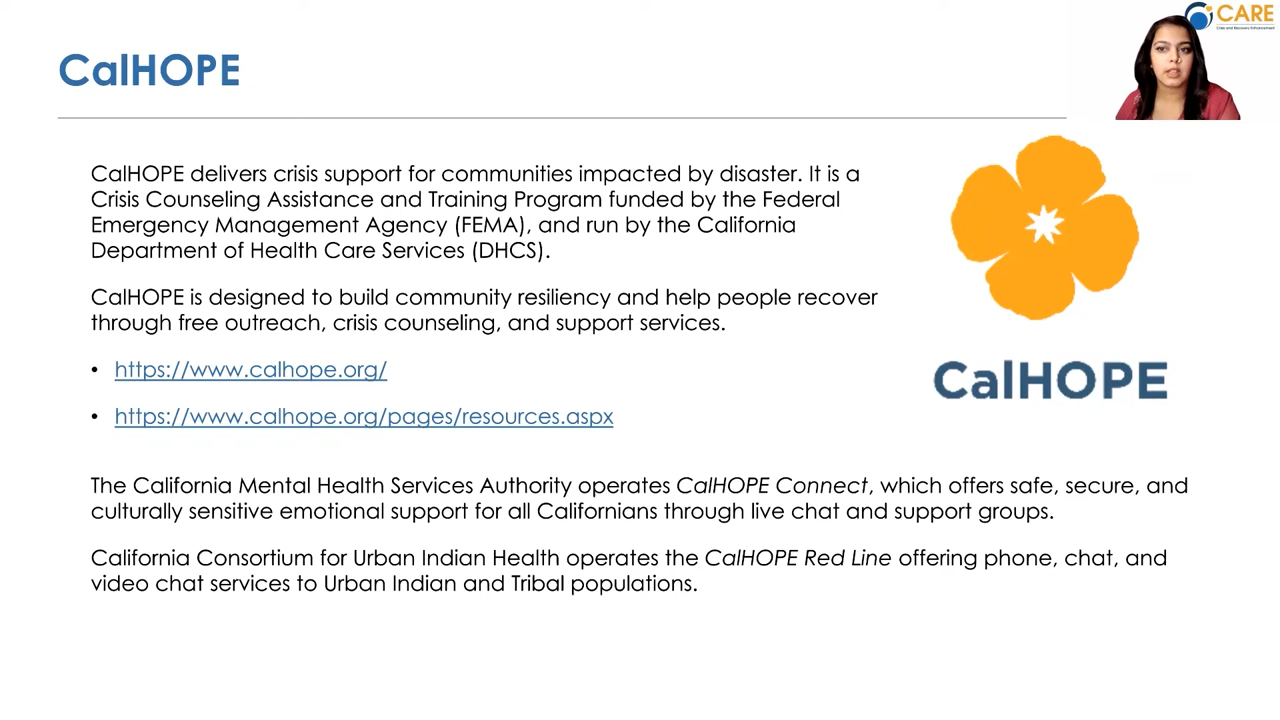 CalHOPE
CARE
Care and Recovery Enhancement
CalHOPE delivers crisis support for communities impacted by disaster. It is a
Crisis Counseling Assistance and Training Program funded by the Federal
Emergency Management Agency (FEMA), and run by the California
Department of Health Care Services (DHCS).
CalHOPE is designed to build community resiliency and help people recover
through free outreach, crisis counseling, and support services.
• https://www.calhope.org/
• https://www.calhope.org/pages/resources.aspx
CalHOPE
The California Mental Health Services Authority operates CalHOPE Connect, which offers safe, secure, and
culturally sensitive emotional support for all Californians through live chat and support groups.
California Consortium for Urban Indian Health operates the CalHOPE Red Line offering phone, chat, and
video chat services to Urban Indian and Tribal populations.